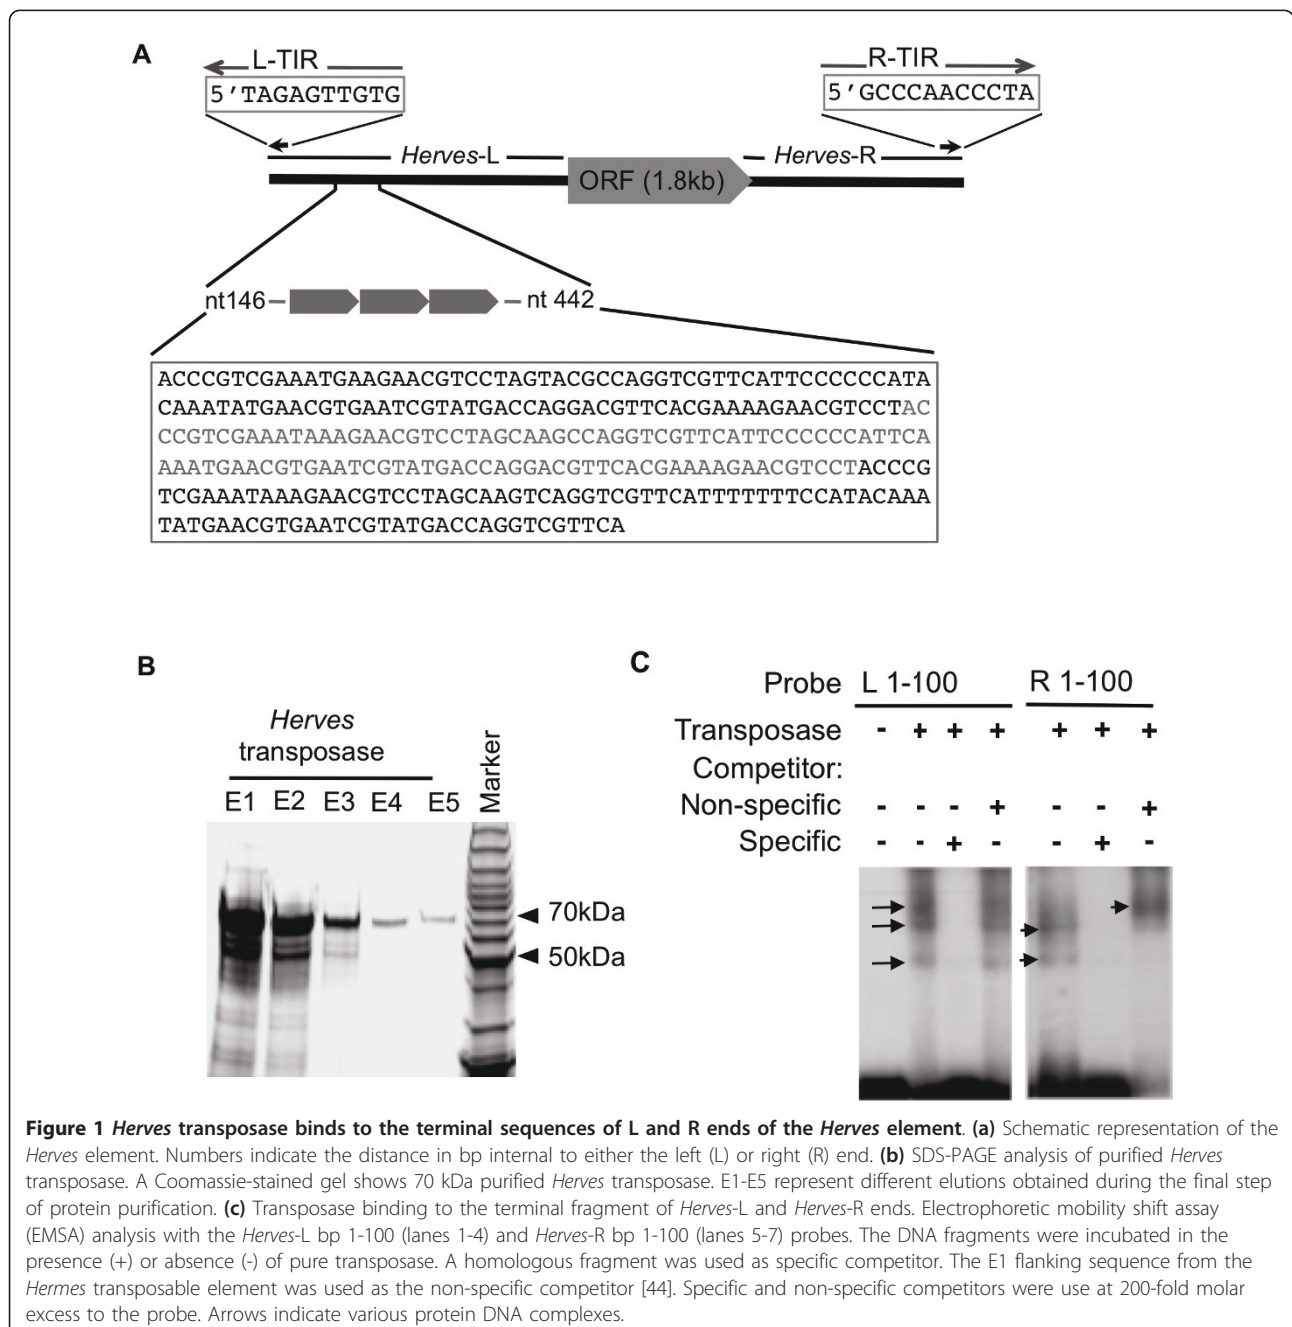 A
L-TIR
R-TIR
5'TAGAGTTGTG
5'GCCCAACCCTA
Herves-L
Herves-R
ORF (1.8kb)
nt146
nt 442
ACCCGTCGAAATGAAGAACGTCCTAGTACGCCAGGTCGTTCATTCCCCCCATA
CAAATATGAACGTGAATCGTATGACCAGGACGTTCACGAAAAGAACGTCCTAC
CCGTCGAAATAAAGAACGTCCTAGCAAGCCAGGTCGTTCATTCCCCCCATTCA
AAATGAACGTGAATCGTATGACCAGGACGTTCACGAAAAGAACGTCCTACCCG
TCGAAATAAAGAACGTCCTAGCAAGTCAGGTCGTTCATTTTTTTCCATACAAA
TATGAACGTGAATCGTATGACCAGGTCGTTCA
B
Herves
transposase
E1 E2 E3 E4 E5 Marker
70kDa
50kDa
C
Probe L 1-100 R 1-100
Transposase - + + + + + +
Competitor:
Non-specific - - - + - - +
Specific - - + - - + -
Figure 1 Herves transposase binds to the terminal sequences of L and R ends of the Herves element. (a) Schematic representation of the
Herves element. Numbers indicate the distance in bp internal to either the left (L) or right (R) end. (b) SDS-PAGE analysis of purified Herves
transposase. A Coomassie-stained gel shows 70 kDa purified Herves transposase. E1-E5 represent different elutions obtained during the final step
of protein purification. (c) Transposase binding to the terminal fragment of Herves-L and Herves-R ends. Electrophoretic mobility shift assay
(EMSA) analysis with the Herves-L bp 1-100 (lanes 1-4) and Herves-R bp 1-100 (lanes 5-7) probes. The DNA fragments were incubated in the
presence (+) or absence (-) of pure transposase. A homologous fragment was used as specific competitor. The E1 flanking sequence from the
Hermes transposable element was used as the non-specific competitor [44]. Specific and non-specific competitors were use at 200-fold molar
excess to the probe. Arrows indicate various protein DNA complexes.